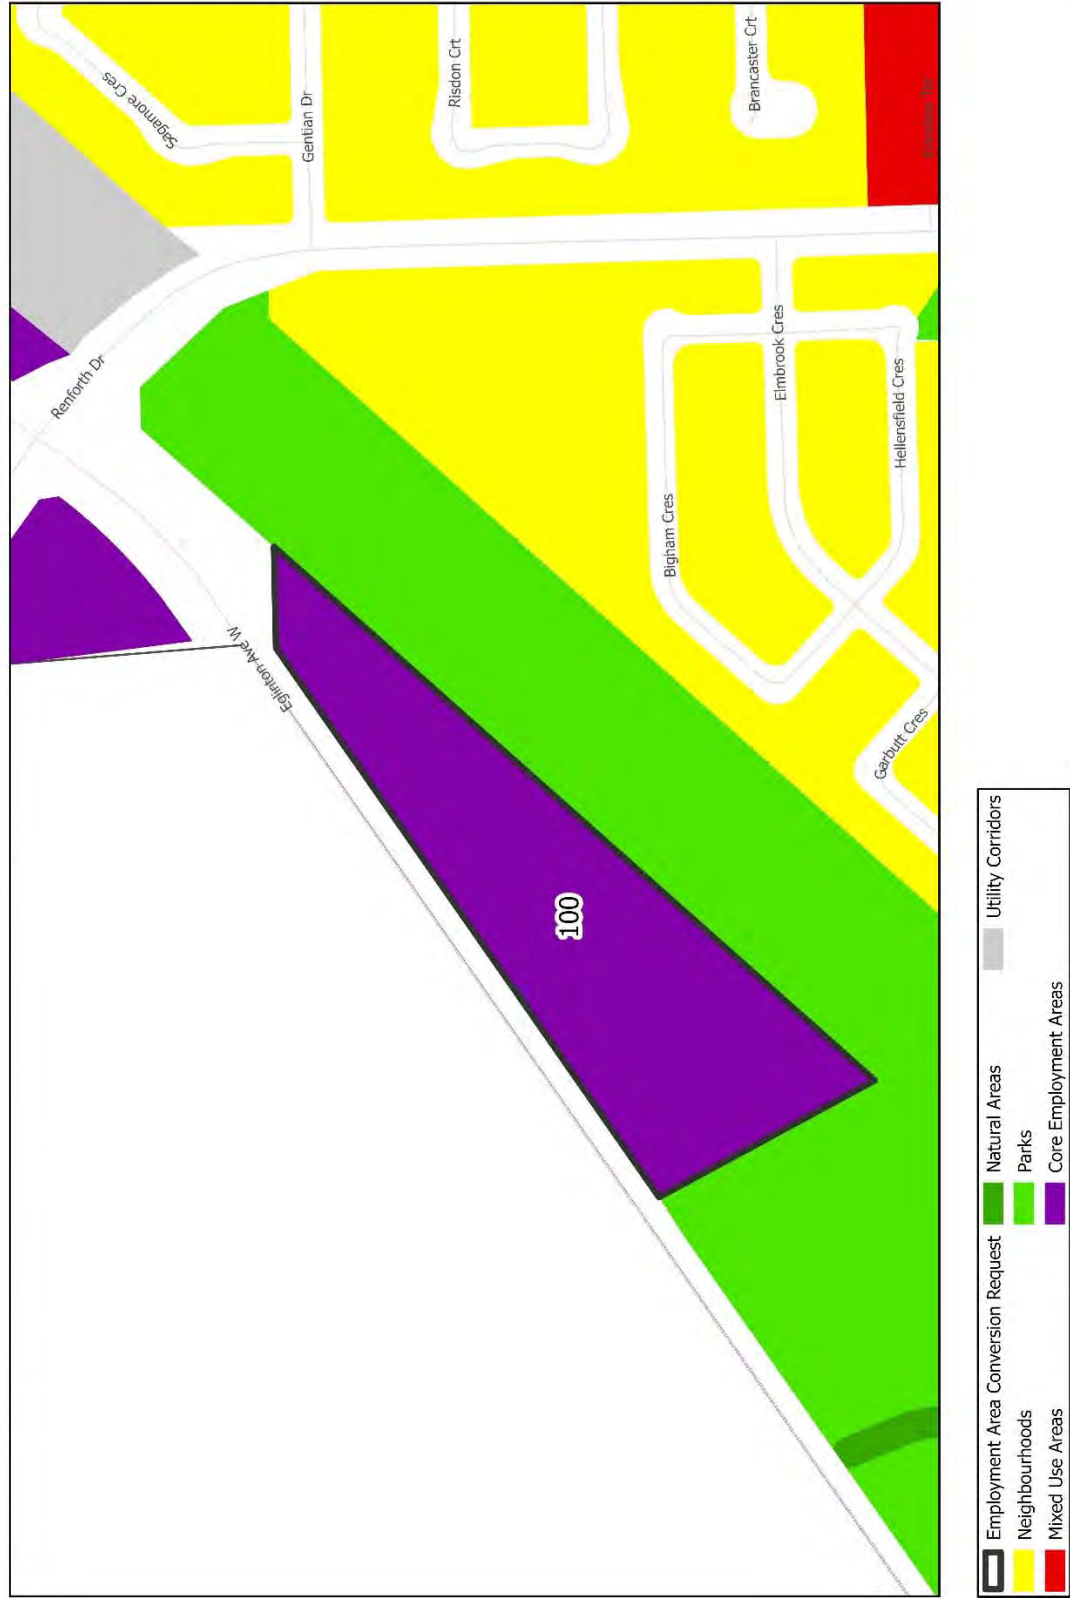 Sagamore Cres
Gentian Dr
Risdon Crt
Brancaster Crt
Renforth Dr
Eglinton Ave W
Elmbrook Cres
Hellensfield Cres
Bigham Cres
Garbutt Cres
100
Employment Area Conversion Request
Neighbourhoods
Mixed Use Areas
Natural Areas
Parks
Core Employment Areas
Utility Corridors